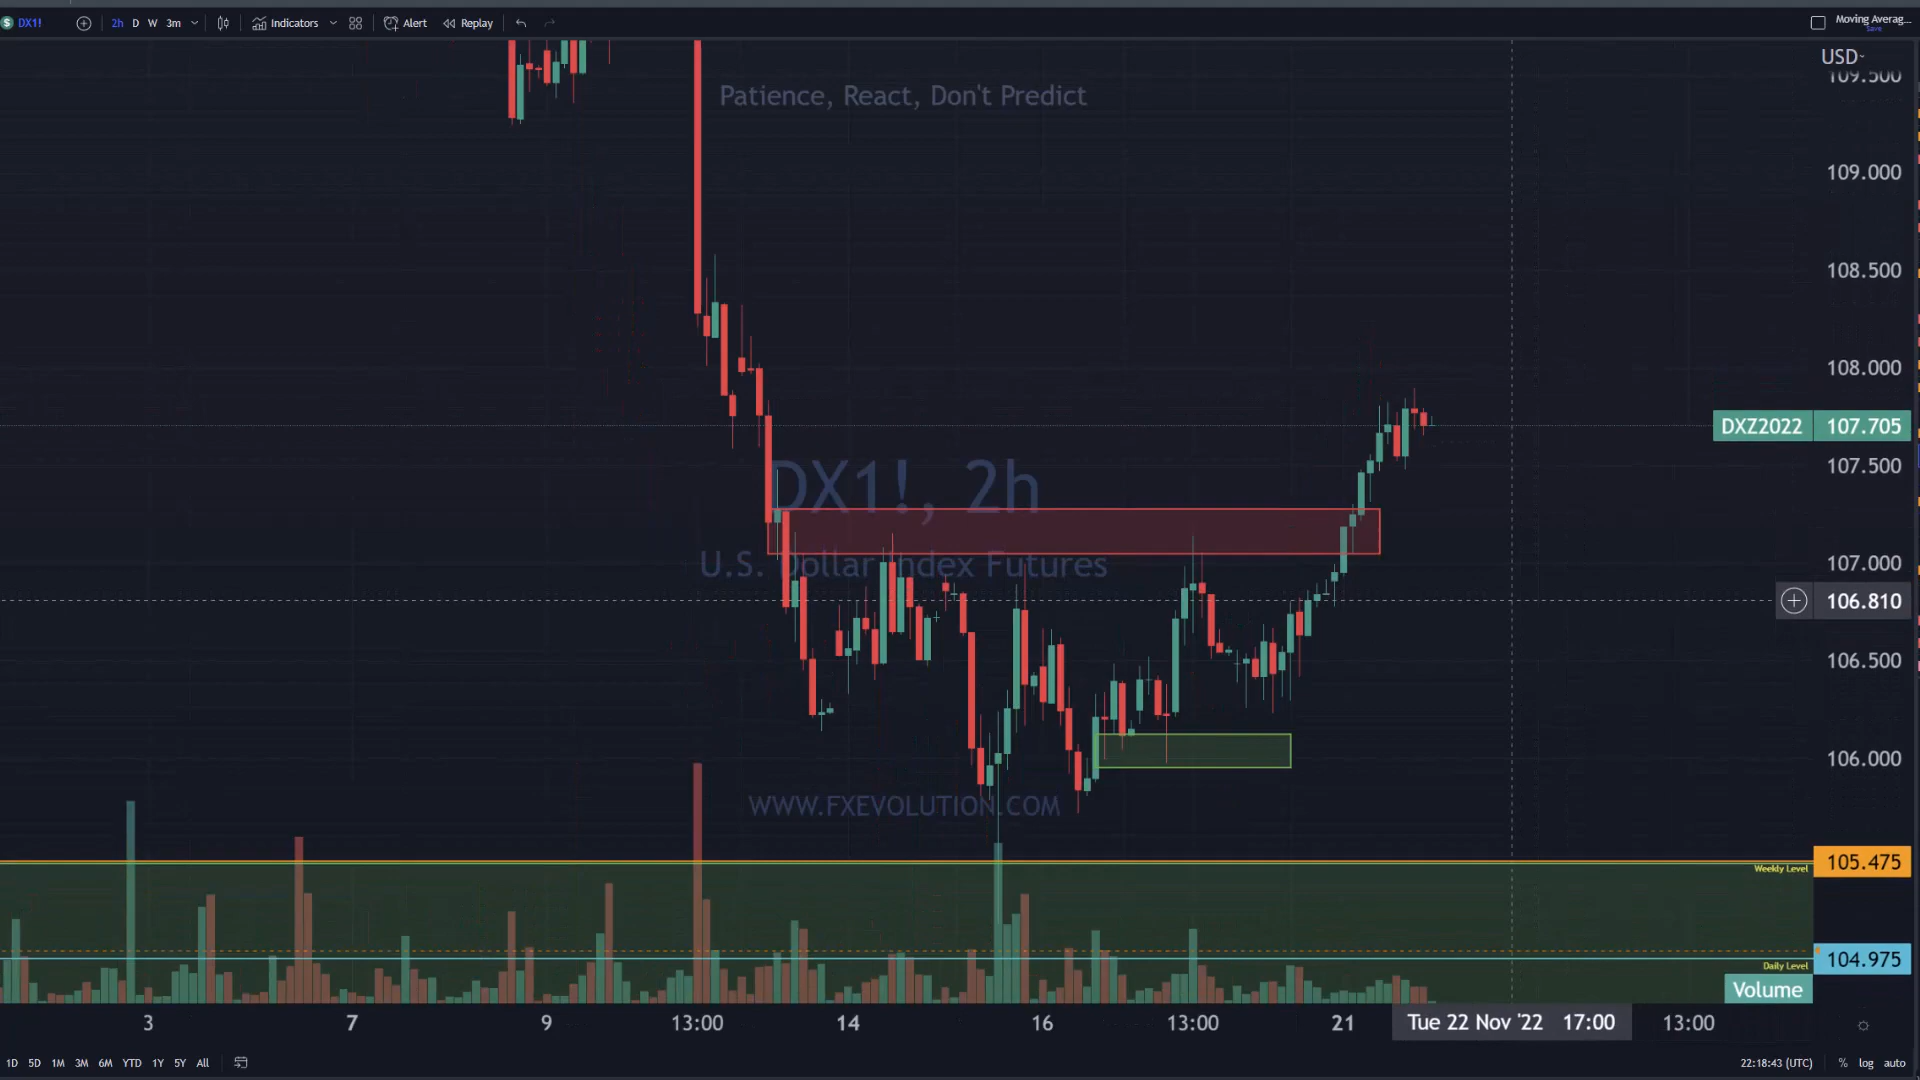 DX1! 2h D W 3m Indicators Alert Replay Moving Averag...
Save
USD
109.500
Patience, React, Don't Predict
109.000
108.500
108.000
DXZ2022 107.705
107.500
DX1!, 2h
U.S. Dollar Index Futures
107.000
106.810
106.500
106.000
WWW.FXEVOLUTION.COM
105.475
Weekly Level
104.975
Daily Level
Volume
3 7 9 13:00 14 16 13:00 21 Tue 22 Nov '22 17:00 13:00
1D 5D 1M 3M 6M YTD 1Y 5Y All 22:18:43 (UTC) % log auto